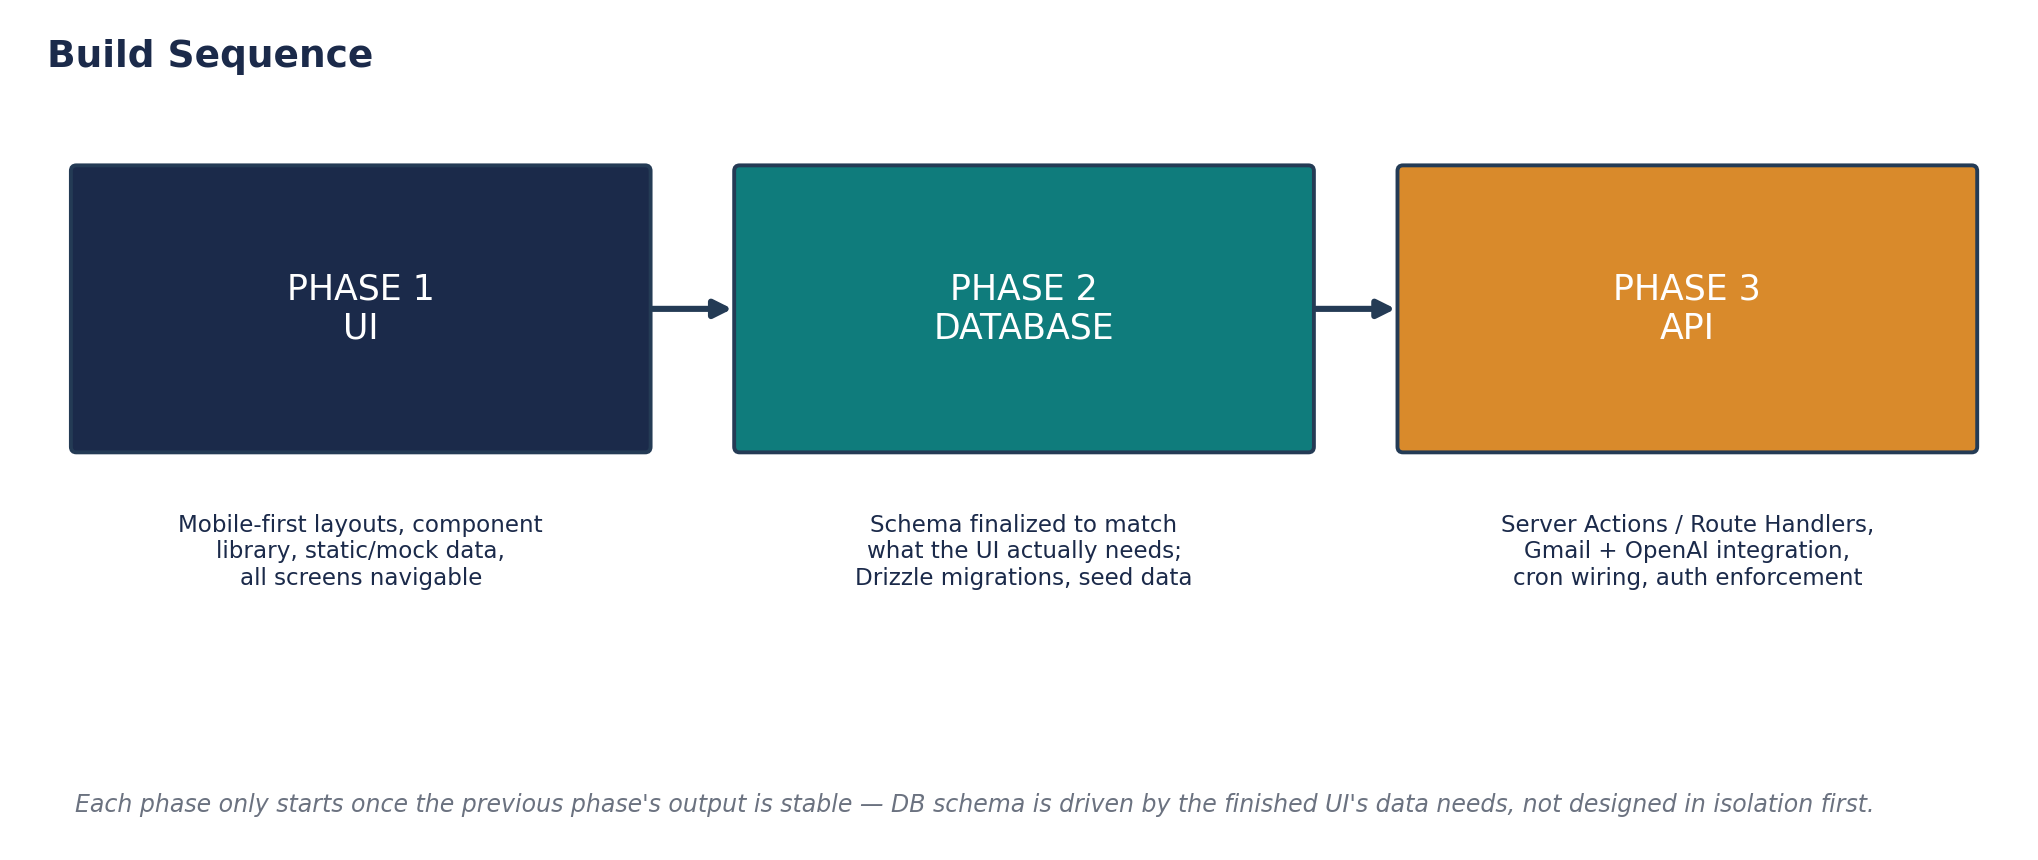 Build Sequence
PHASE 1
UI
PHASE 2
DATABASE
PHASE 3
API
Mobile-first layouts, component
library, static/mock data,
all screens navigable
Schema finalized to match
what the UI actually needs;
Drizzle migrations, seed data
Server Actions / Route Handlers,
Gmail + OpenAI integration,
cron wiring, auth enforcement
Each phase only starts once the previous phase's output is stable — DB schema is driven by the finished UI's data needs, not designed in isolation first.